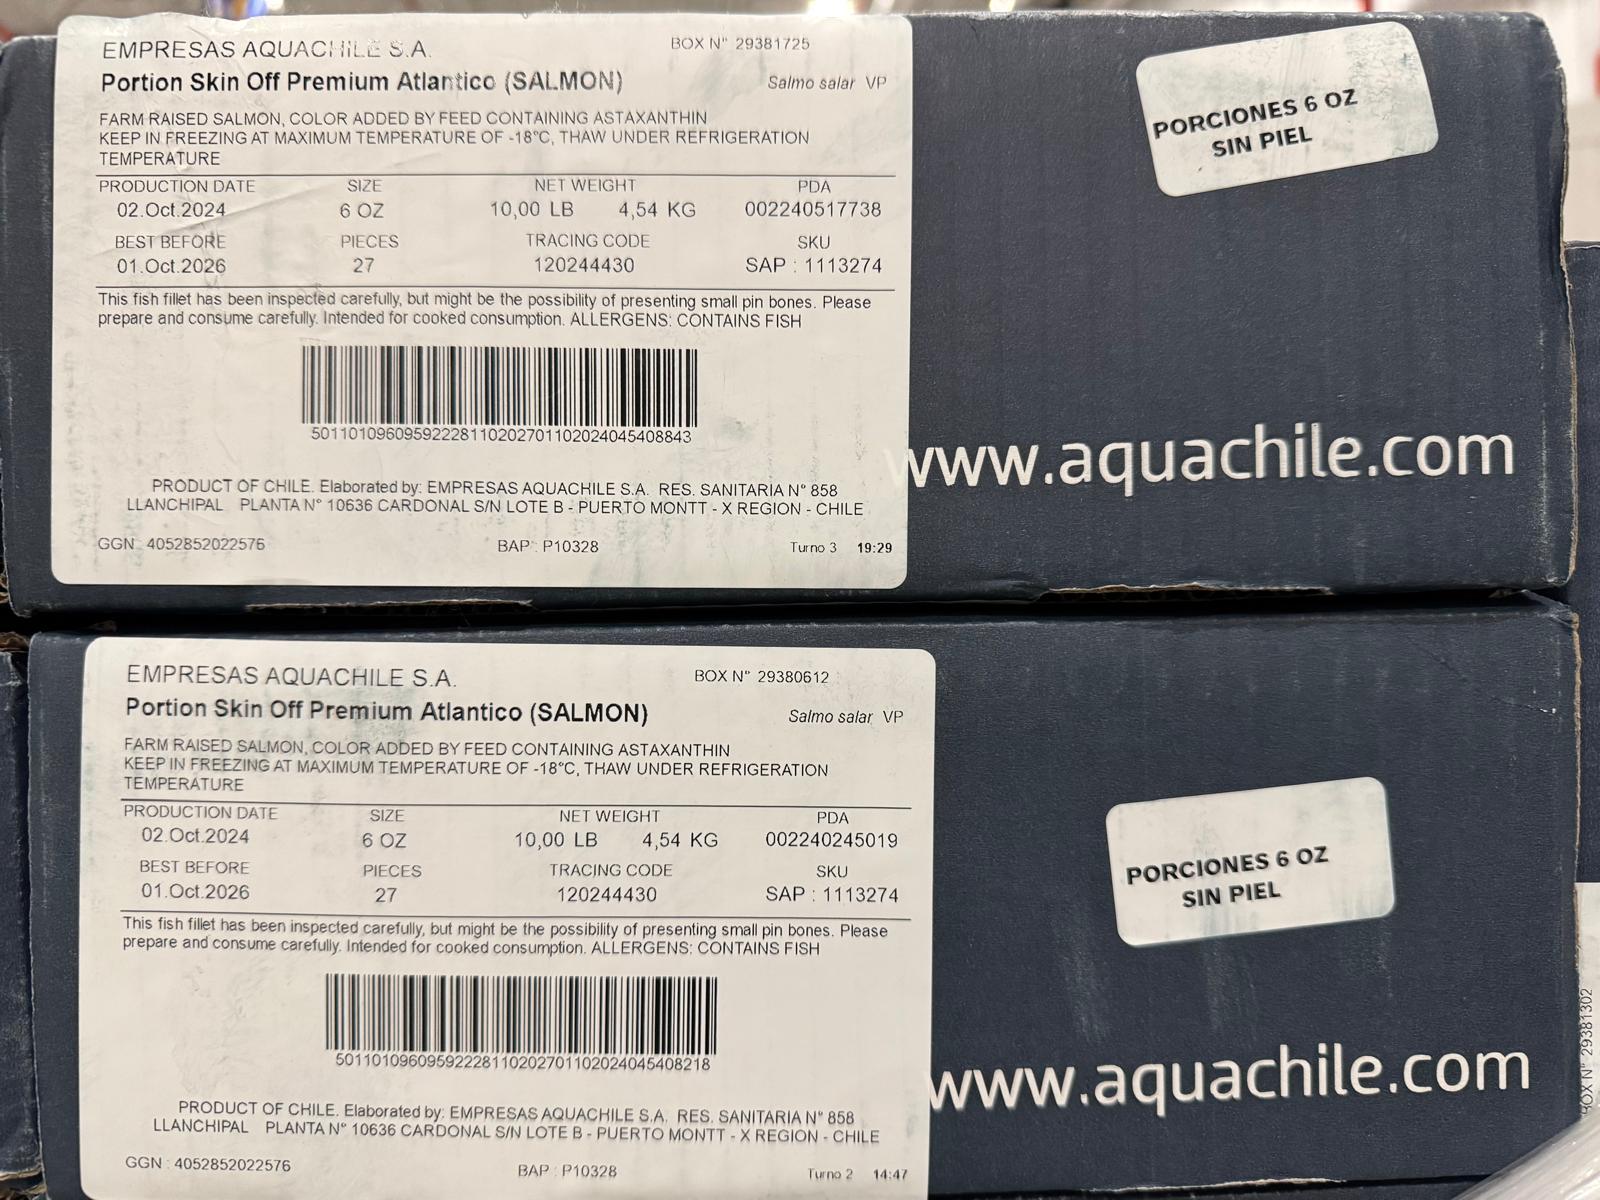 EMPRESAS AQUACHILE S.A.
BOX N° 29381725
Portion Skin Off Premium Atlantico (SALMON)
Salmo salar VP
FARM RAISED SALMON, COLOR ADDED BY FEED CONTAINING ASTAXANTHIN
KEEP IN FREEZING AT MAXIMUM TEMPERATURE OF -18°C, THAW UNDER REFRIGERATION
TEMPERATURE
PRODUCTION DATE SIZE NET WEIGHT PDA
02.Oct.2024 6 OZ 10,00 LB 4,54 KG 002240517738
BEST BEFORE PIECES TRACING CODE SKU
01.Oct.2026 27 120244430 SAP : 1113274
This fish fillet has been inspected carefully, but might be the possibility of presenting small pin bones. Please
prepare and consume carefully. Intended for cooked consumption. ALLERGENS: CONTAINS FISH
50110109609592228110202701102024045408843
PRODUCT OF CHILE. Elaborated by: EMPRESAS AQUACHILE S.A. RES. SANITARIA N° 858
LLANCHIPAL PLANTA N° 10636 CARDONAL S/N LOTE B - PUERTO MONTT - X REGION - CHILE
GGN : 4052852022576 BAP : P10328 Turno 3 19:29
PORCIONES 6 OZ
SIN PIEL
www.aquachile.com
EMPRESAS AQUACHILE S.A.
BOX N° 29380612
Portion Skin Off Premium Atlantico (SALMON)
Salmo salar VP
FARM RAISED SALMON, COLOR ADDED BY FEED CONTAINING ASTAXANTHIN
KEEP IN FREEZING AT MAXIMUM TEMPERATURE OF -18°C, THAW UNDER REFRIGERATION
TEMPERATURE
PRODUCTION DATE SIZE NET WEIGHT PDA
02.Oct.2024 6 OZ 10,00 LB 4,54 KG 002240245019
BEST BEFORE PIECES TRACING CODE SKU
01.Oct.2026 27 120244430 SAP : 1113274
This fish fillet has been inspected carefully, but might be the possibility of presenting small pin bones. Please
prepare and consume carefully. Intended for cooked consumption. ALLERGENS: CONTAINS FISH
50110109609592228110202701102024045408218
PRODUCT OF CHILE. Elaborated by: EMPRESAS AQUACHILE S.A. RES. SANITARIA N° 858
LLANCHIPAL PLANTA N° 10636 CARDONAL S/N LOTE B - PUERTO MONTT - X REGION - CHILE
GGN : 4052852022576 BAP : P10328 Turno 2 14:47
PORCIONES 6 OZ
SIN PIEL
www.aquachile.com
BOX N° 29381302